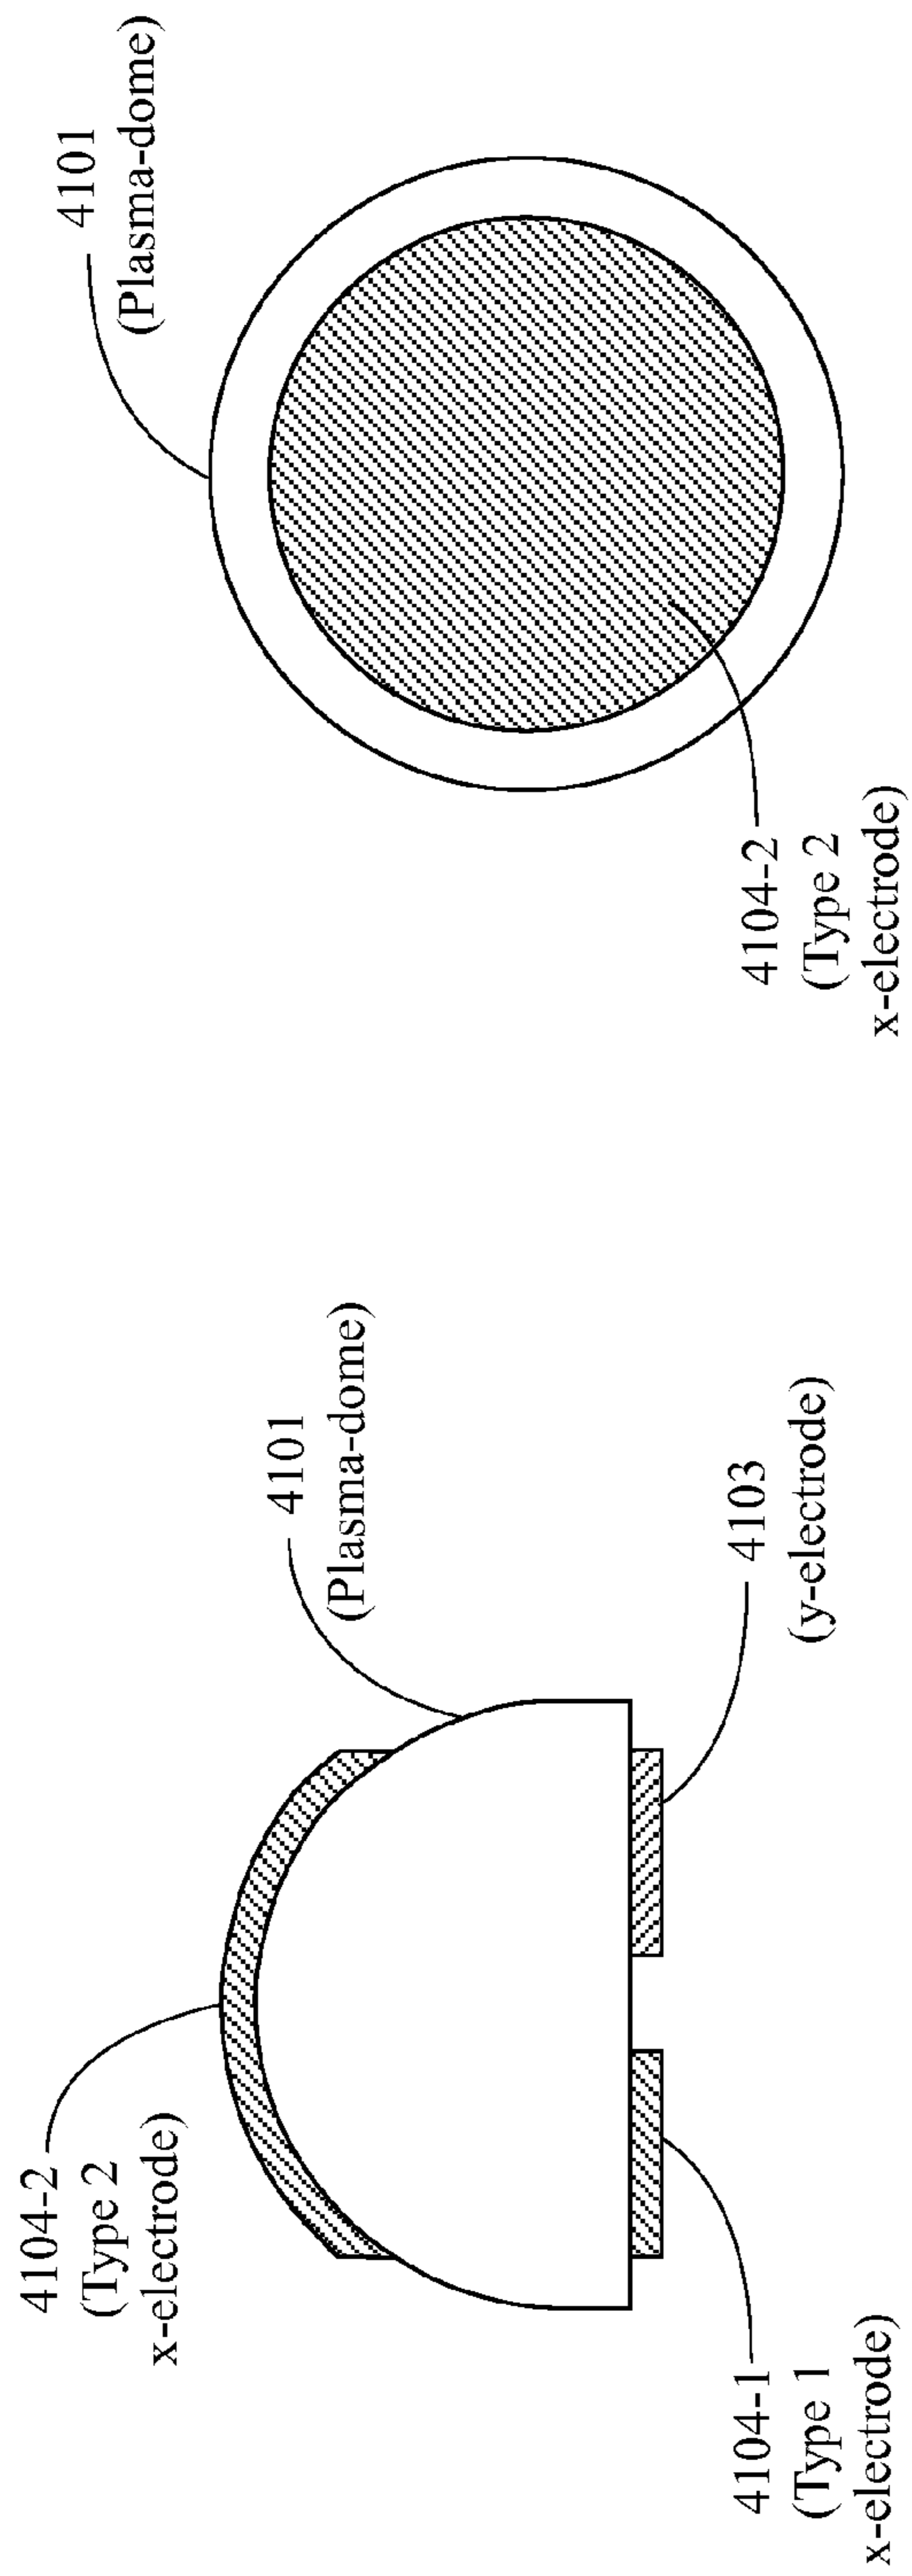 4104-2
(Type 2
x-electrode)
4101
(Plasma-dome)
4104-1
(Type 1
x-electrode)
4103
(y-electrode)
4101
(Plasma-dome)
4104-2
(Type 2
x-electrode)